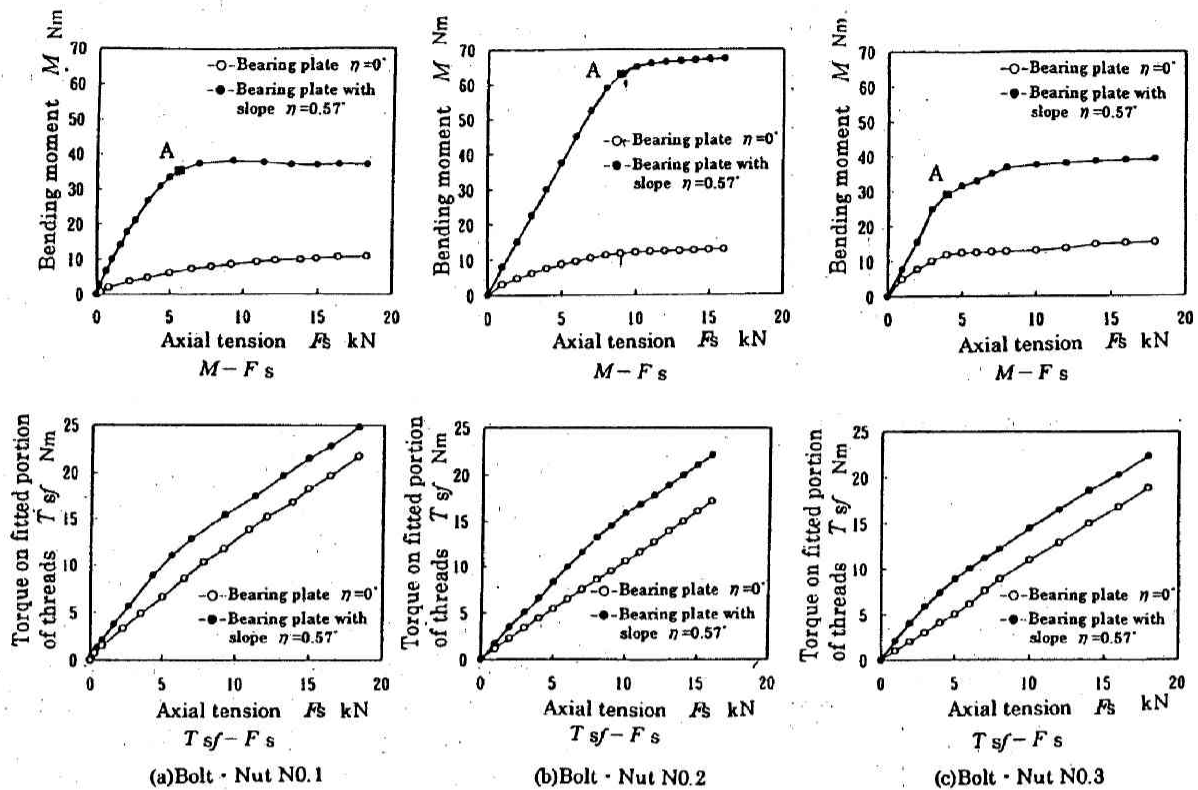 Bending moment M Nm
70
60
50
40
30
20
10
0
A
-○-Bearing plate η=0°
-●-Bearing plate with
slope η=0.57°
0 5 10 15 20
Axial tension Fs kN
M－F s
Bending moment M Nm
70
60
50
40
30
20
10
0
A
-○-Bearing plate η=0°
-●-Bearing plate with
slope η=0.57°
0 5 10 15 20
Axial tension Fs kN
M－F s
Bending moment M Nm
70
60
50
40
30
20
10
0
A
-○-Bearing plate η=0°
-●-Bearing plate with
slope η=0.57°
0 5 10 15 20
Axial tension Fs kN
M－F s
Torque on fitted portion
of threads T sf Nm
25
20
15
10
5
0
-○-Bearing plate η=0°
-●-Bearing plate with
slope η=0.57°
0 5 10 15 20
Axial tension Fs kN
T sf－F s
(a)Bolt・Nut N0.1
Torque on fitted portion
of threads T sf Nm
25
20
15
10
5
0
-○-Bearing plate η=0°
-●-Bearing plate with
slope η=0.57°
0 5 10 15 20
Axial tension Fs kN
T sf－F s
(b)Bolt・Nut N0.2
Torque on fitted portion
of threads T sf Nm
25
20
15
10
5
0
-○-Bearing plate η=0°
-●-Bearing plate with
slope η=0.57°
0 5 10 15 20
Axial tension Fs kN
T sf－F s
(c)Bolt・Nut N0.3